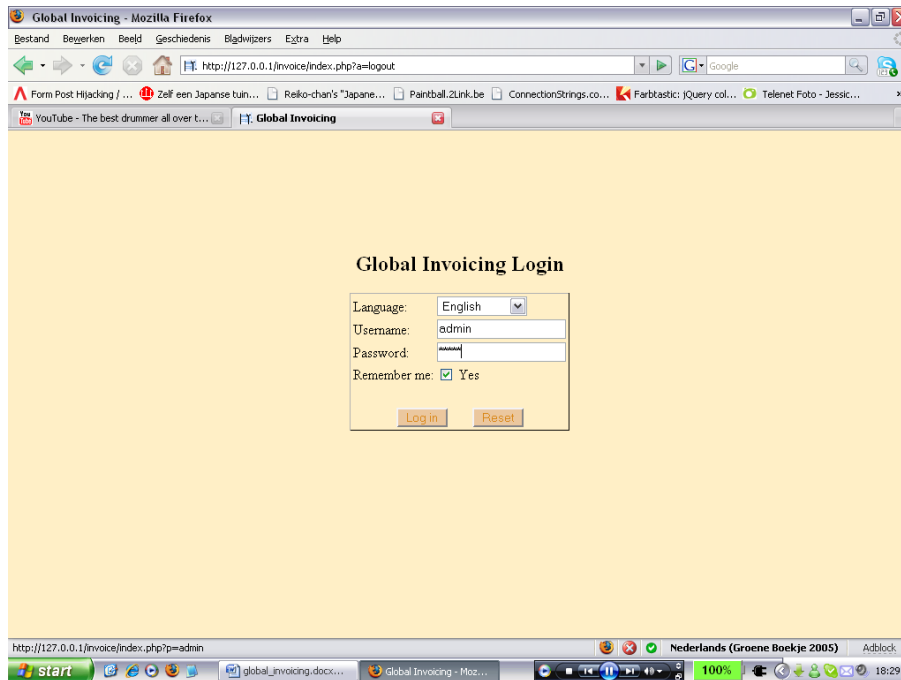 Global Invoicing - Mozilla Firefox
Bestand Bewerken Beeld Geschiedenis Bladwijzers Extra Help
http://127.0.0.1/invoice/index.php?a=logout G Google
Form Post Hijacking / ... Zelf een Japanse tuin... Reiko-chan's "Japane... Paintball.2Link.be ConnectionStrings.co... Farbtastic: jQuery col... Telenet Foto - Jessic...
You Tube YouTube - The best drummer all over t... Global Invoicing
Global Invoicing Login
Language: English
Username: admin
Password: ******
Remember me: Yes
Log in Reset
http://127.0.0.1/invoice/index.php?p=admin Nederlands (Groene Boekje 2005) Adblock
start global_invoicing.docx... Global Invoicing - Moz... 100% 18:29